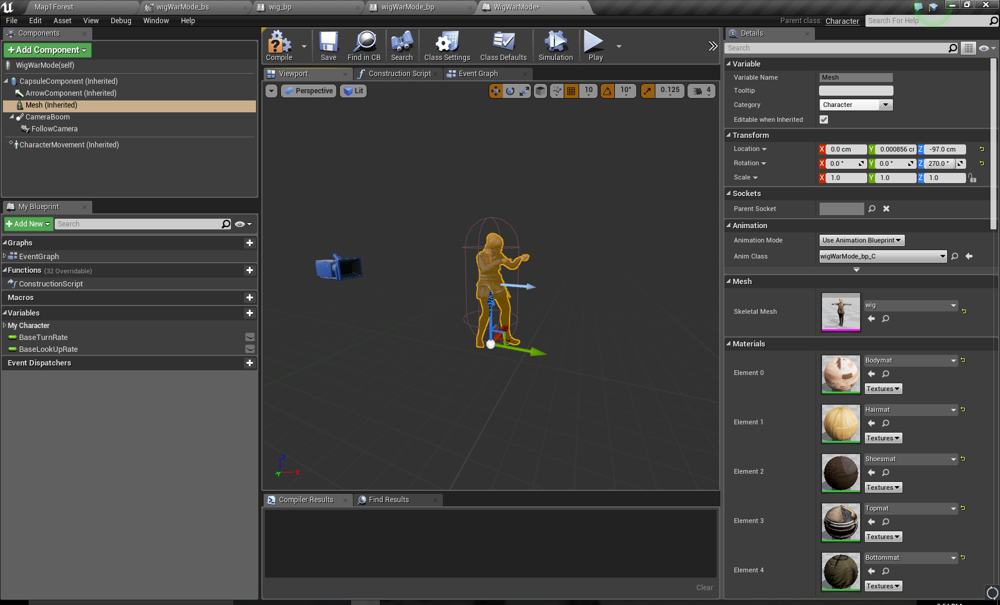 Map1Forest
wigWarMode_bs
wig_bp
wigWarMode_bp
WigWarMode*
File Edit Asset View Debug Window Help
Parent class: Character
Search For Help
Components
+ Add Component
WigWarMode(self)
CapsuleComponent (Inherited)
ArrowComponent (Inherited)
Mesh (Inherited)
CameraBoom
FollowCamera
CharacterMovement (Inherited)
My Blueprint
+ Add New
Search
Graphs
EventGraph
Functions (32 Overridable)
ConstructionScript
Macros
Variables
My Character
BaseTurnRate
BaseLookUpRate
Event Dispatchers
Compile
Save
Find in CB
Search
Class Settings
Class Defaults
Simulation
Play
Viewport
Construction Script
Event Graph
Perspective
Lit
10
10°
0.125
4
Z
X
Y
Compiler Results
Find Results
Clear
Details
Search
Variable
Variable Name Mesh
Tooltip
Category Character
Editable when Inherited
Transform
Location X 0.0 cm Y 0.000856 cr Z -97.0 cm
Rotation X 0.0 ° Y 0.0 ° Z 270.0 °
Scale X 1.0 Y 1.0 Z 1.0
Sockets
Parent Socket
Animation
Animation Mode Use Animation Blueprint
Anim Class wigWarMode_bp_C
Mesh
Skeletal Mesh wig
Materials
Element 0 Bodymat
Textures
Element 1 Hairmat
Textures
Element 2 Shoesmat
Textures
Element 3 Topmat
Textures
Element 4 Bottommat
Textures